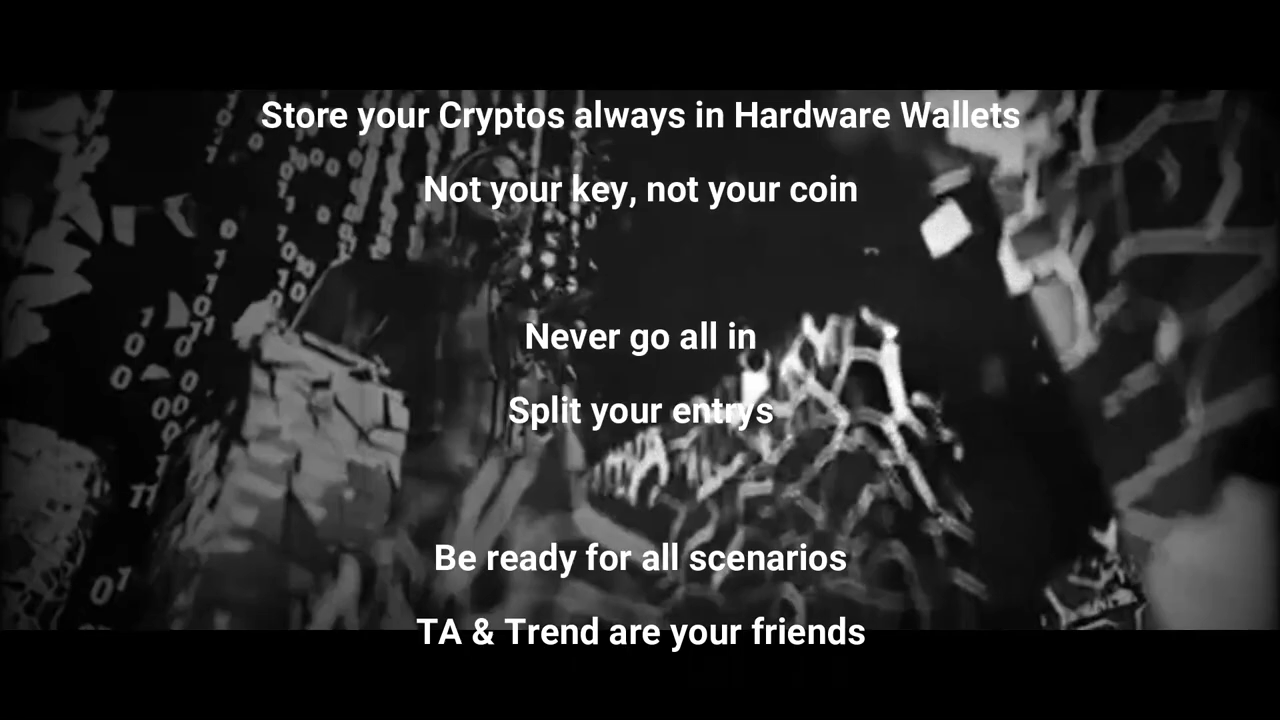 Store your Cryptos always in Hardware Wallets
Not your key, not your coin
Never go all in
Split your entrys
Be ready for all scenarios
TA & Trend are your friends